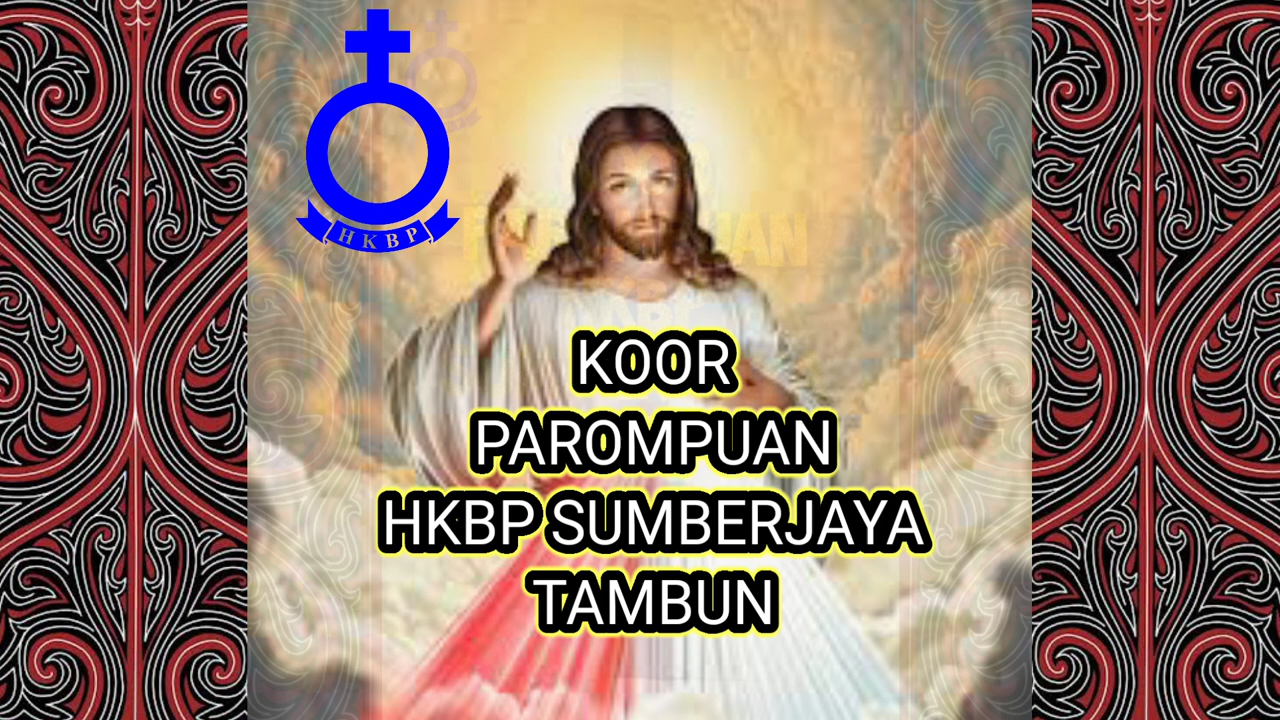 HKBP
KOOR
PAROMPUAN
HKBP SUMBERJAYA
TAMBUN